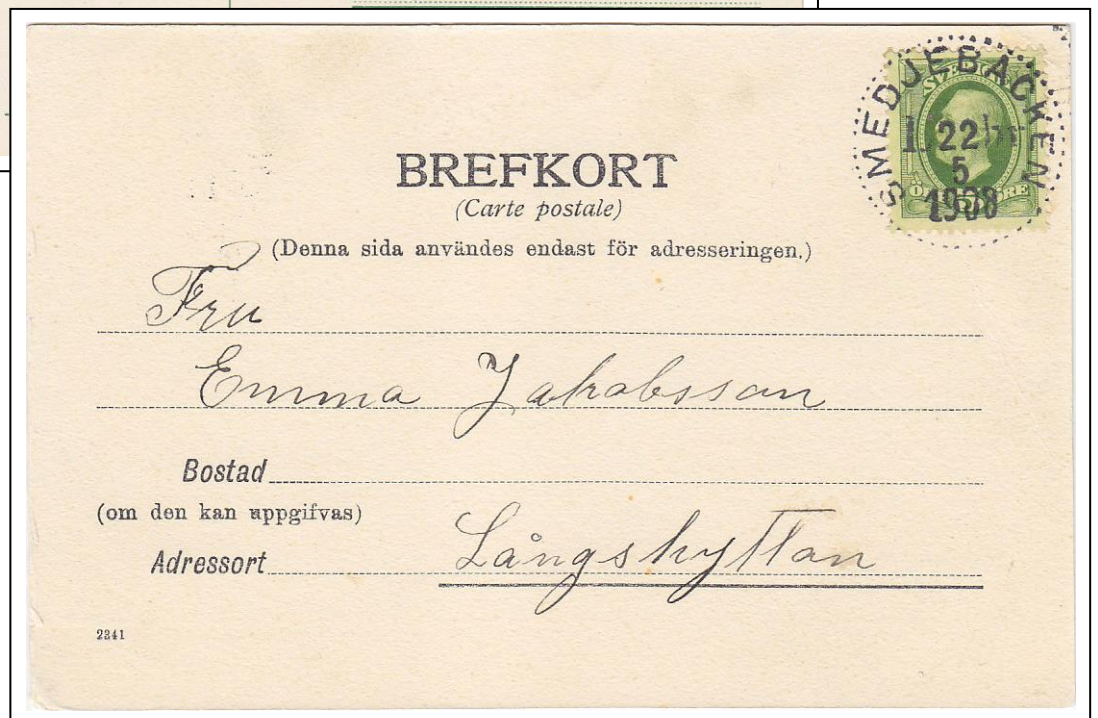 SMEDJEBACKEN
22
5
1908
BREFKORT
(Carte postale)
(Denna sida användes endast för adresseringen.)
Fru
Emma Jakobsson
Bostad
(om den kan uppgifvas)
Adressort Långshyttan
2341